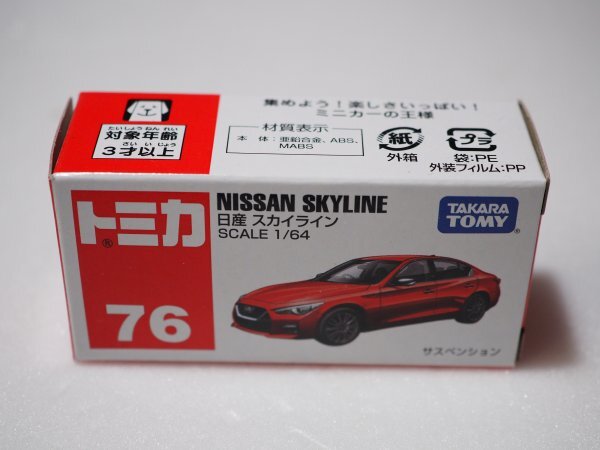 たいしょうねんれい
対象年齢
さいいじょう
3才以上
集めよう！楽しさいっぱい！
ミニカーの王様
材質表示
本 体：亜鉛合金、ABS、
MABS
紙
外箱
プラ
袋：PE
外装フィルム：PP
トミカ
®
76
NISSAN SKYLINE
日産 スカイライン
SCALE 1/64
TAKARA
TOMY
®
サスペンション